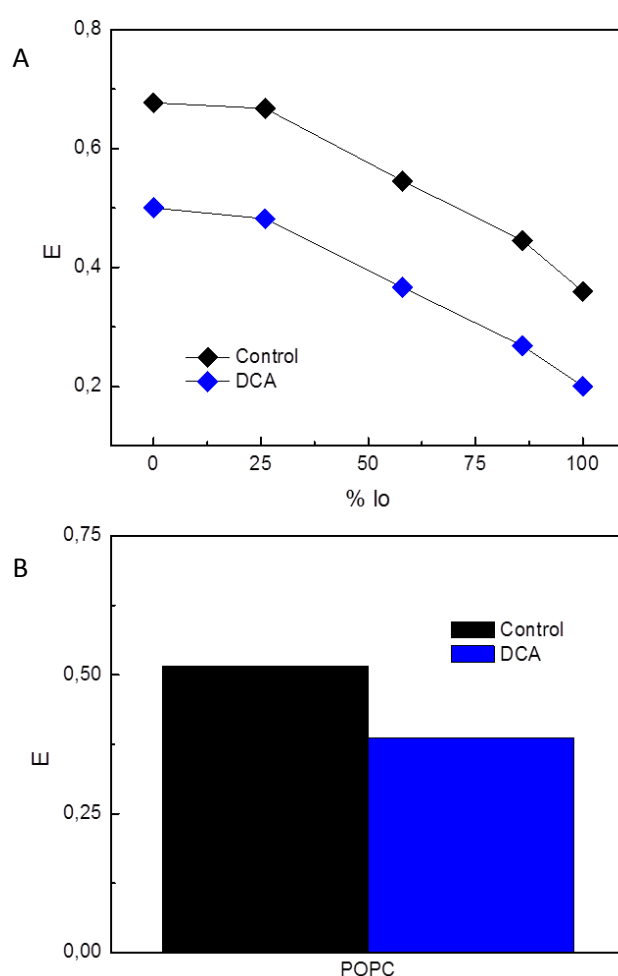 A
0,8
0,6
E
0,4
Control
DCA
0,2
0 25 50 75 100
% lo
B
0,75
Control
DCA
0,50
E
0,25
0,00
POPC